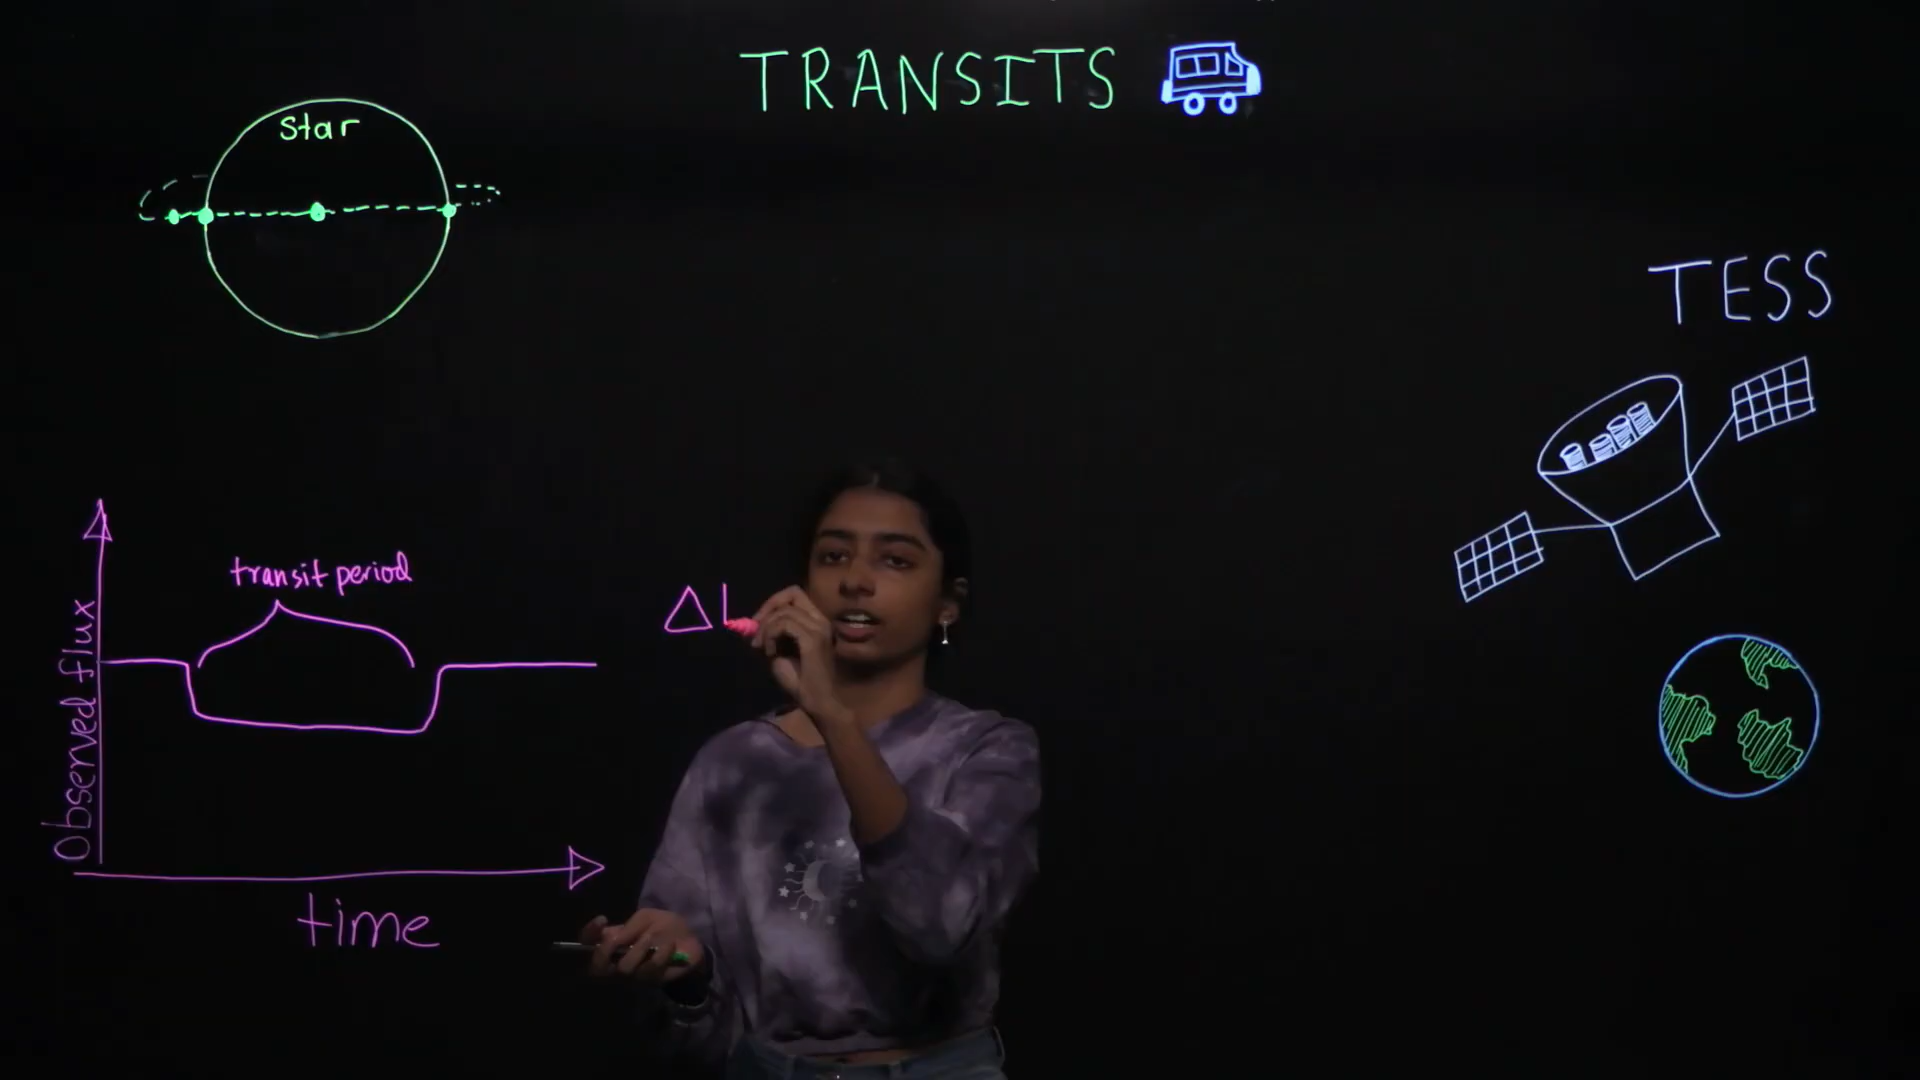 TRANSITS
star
TESS
transit period
Observed flux
ΔL
time